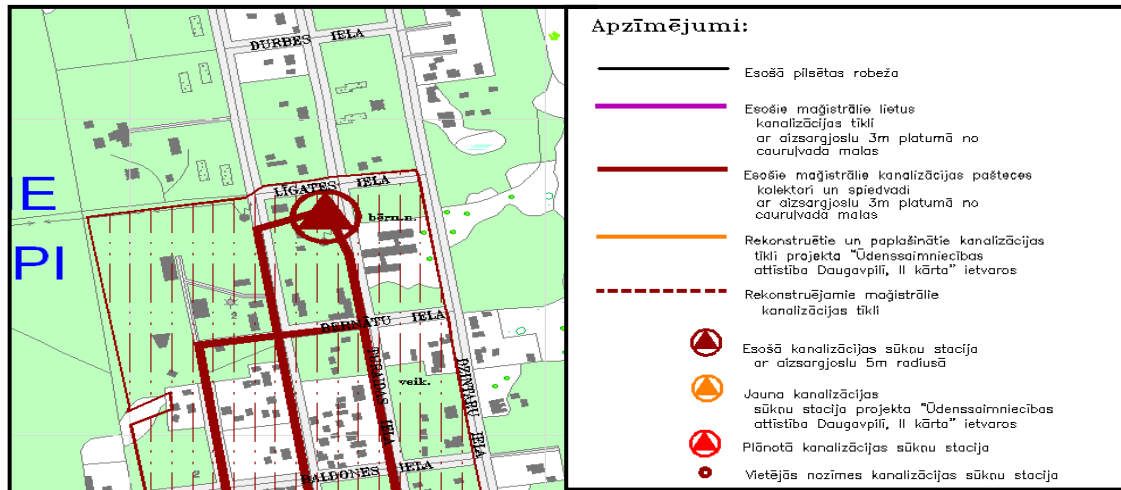 DURBES IELA
LĪGATES IELA
bērn.n.
E
PI
2
BERNĀTU IELA
TURAIDAS IELA
DZINTARU IELA
veik.
2
BALDONES IELA
Apzīmējumi:
Esošā pilsētas robeža
Esošie maģistrālie lietus
kanalizācijas tīkli
ar aizsargjoslu 3m platumā no
cauruļvada malas
Esošie maģistrālie kanalizācijas pašteces
kolektori un spiedvadi
ar aizsargjoslu 3m platumā no
cauruļvada malas
Rekonstruētie un paplašinātie kanalizācijas
tīkli projekta "Ūdenssaimniecības
attīstība Daugavpilī, II kārta" ietvaros
Rekonstruējamie maģistrālie
kanalizācijas tīkli
Esošā kanalizācijas sūkņu stacija
ar aizsargjoslu 5m radiusā
Jauna kanalizācijas
sūkņu stacija projekta "Ūdenssaimniecības
attīstība Daugavpilī, II kārta" ietvaros
Plānotā kanalizācijas sūkņu stacija
Vietējās nozīmes kanalizācijas sūkņu stacija